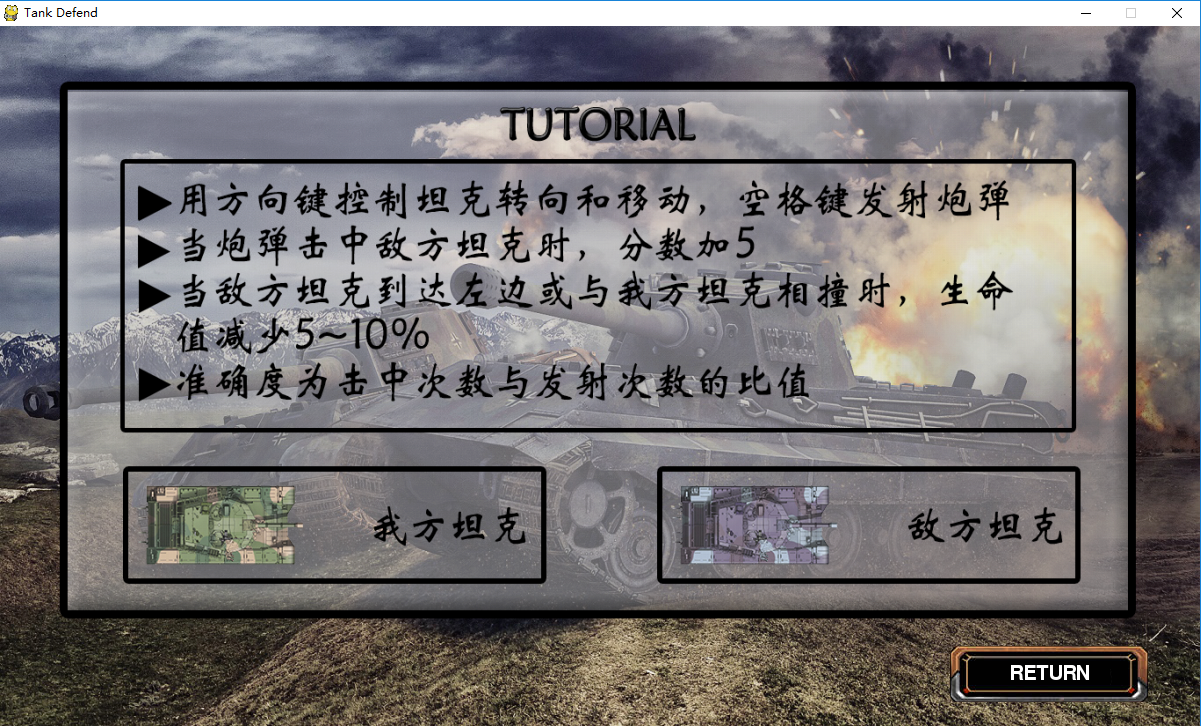 Tank Defend
TUTORIAL
▶用方向键控制坦克转向和移动，空格键发射炮弹
▶当炮弹击中敌方坦克时，分数加5
▶当敌方坦克到达左边或与我方坦克相撞时，生命
值减少5~10%
▶准确度为击中次数与发射次数的比值
我方坦克
敌方坦克
RETURN